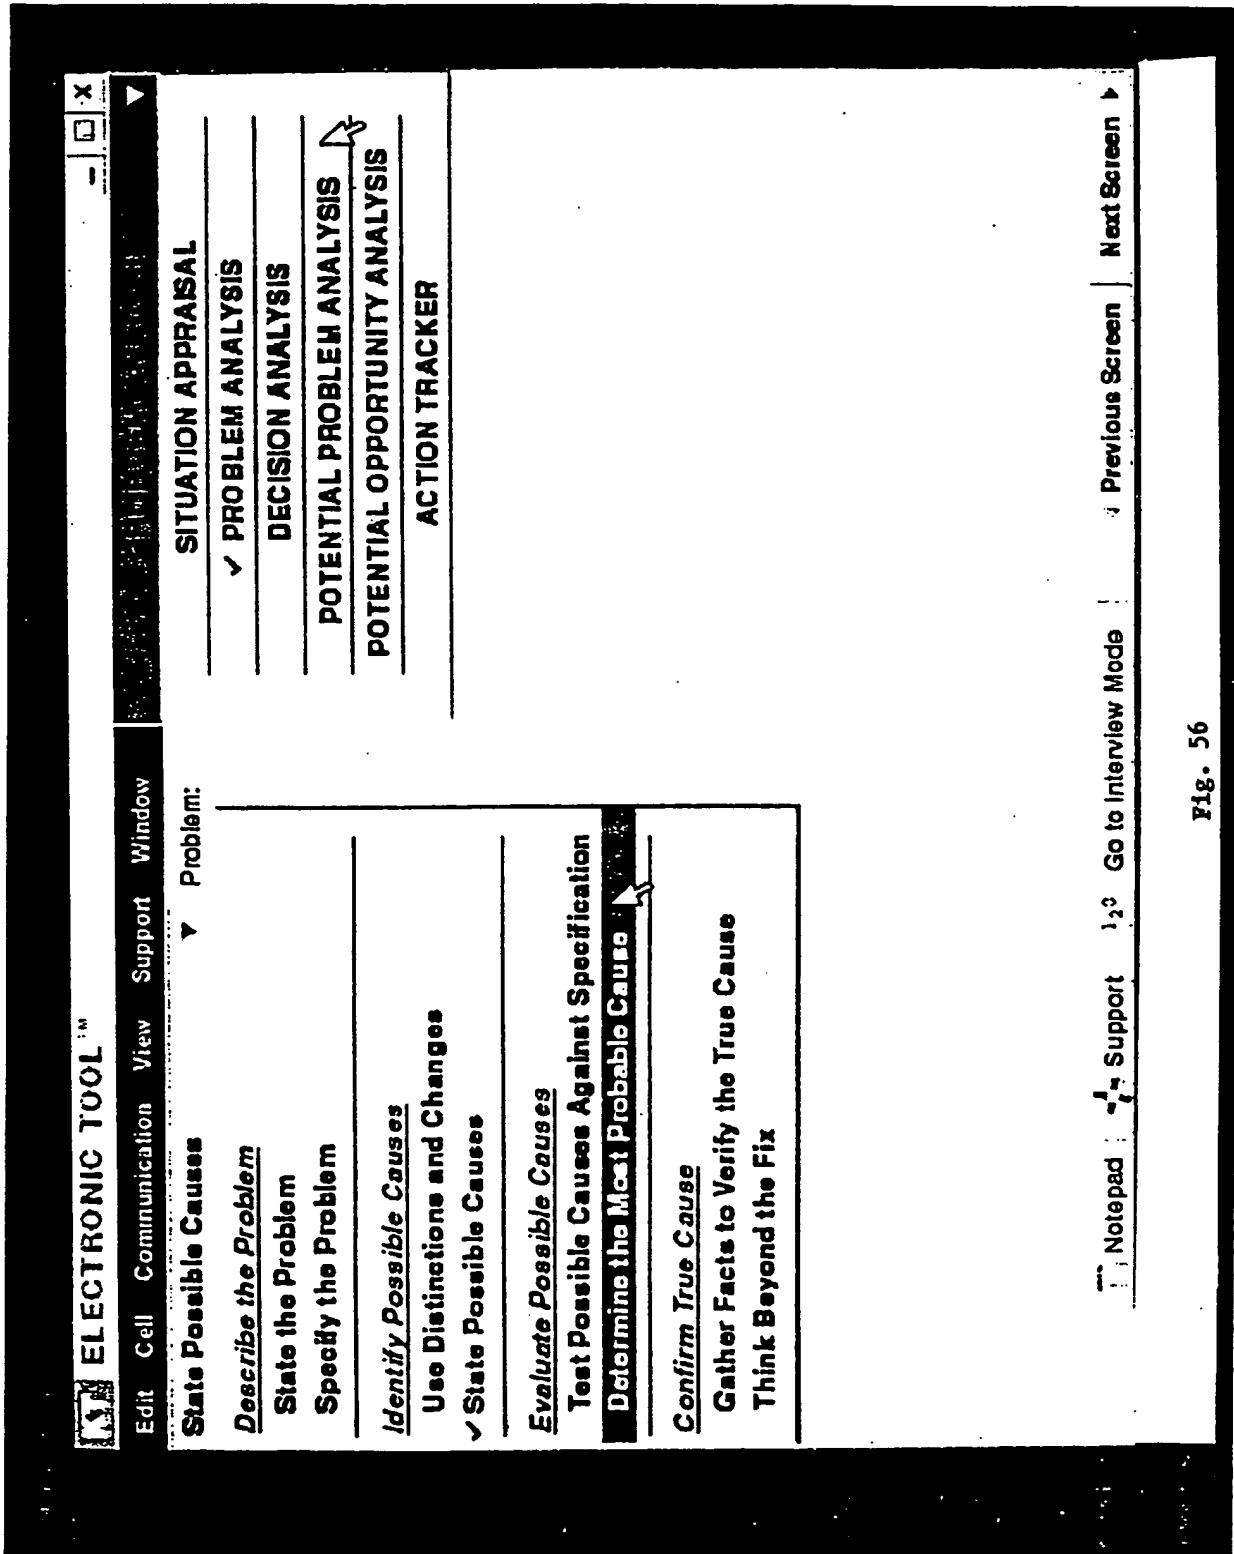 ELECTRONIC TOOL™
Edit Cell Communication View Support Window
State Possible Causes
Problem:
Describe the Problem
State the Problem
Specify the Problem
Identify Possible Causes
Use Distinctions and Changes
✓ State Possible Causes
Evaluate Possible Causes
Test Possible Causes Against Specification
Determine the Most Probable Cause
Confirm True Cause
Gather Facts to Verify the True Cause
Think Beyond the Fix
SITUATION APPRAISAL
✓ PROBLEM ANALYSIS
DECISION ANALYSIS
POTENTIAL PROBLEM ANALYSIS
POTENTIAL OPPORTUNITY ANALYSIS
ACTION TRACKER
Notepad Support 123 Go to Interview Mode Previous Screen Next Screen
Fig. 56